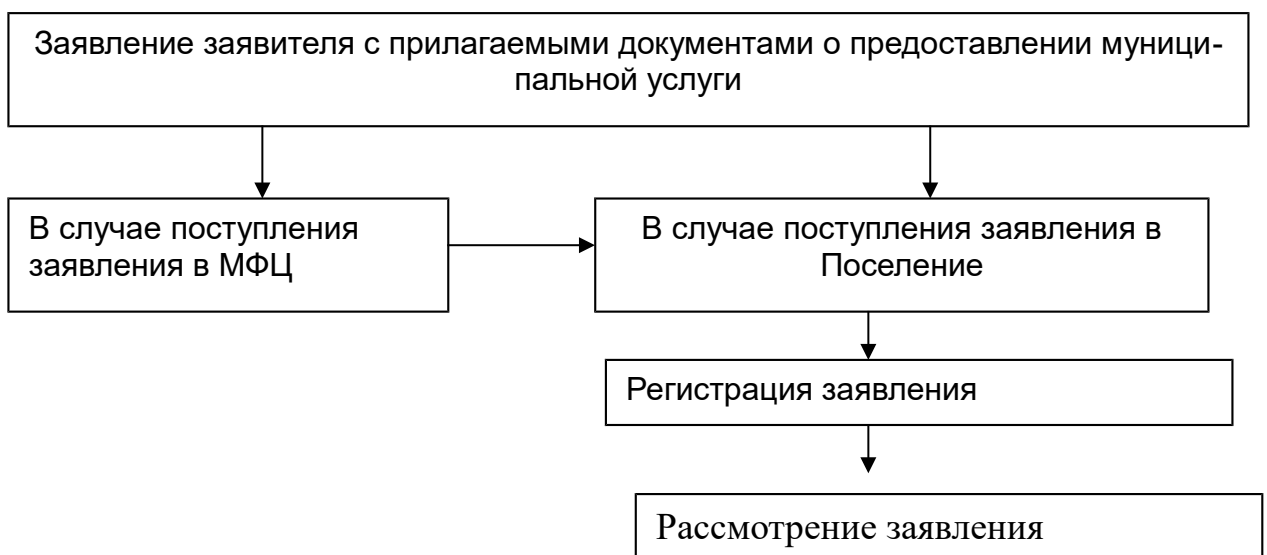 Заявление заявителя с прилагаемыми документами о предоставлении муници-
пальной услуги
В случае поступления
заявления в МФЦ
В случае поступления заявления в
Поселение
Регистрация заявления
Рассмотрение заявления